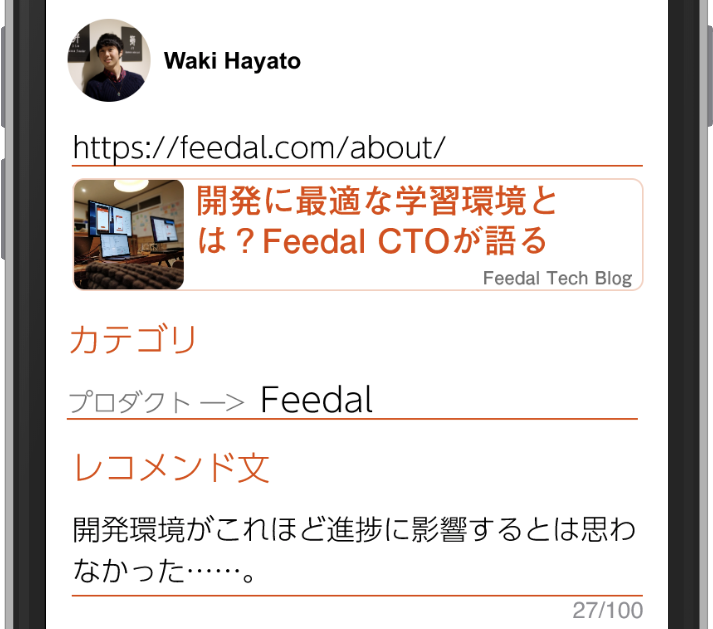 Waki Hayato
https://feedal.com/about/
開発に最適な学習環境と
は？Feedal CTOが語る
Feedal Tech Blog
カテゴリ
プロダクト —> Feedal
レコメンド文
開発環境がこれほど進捗に影響するとは思わ
なかった……。
27/100